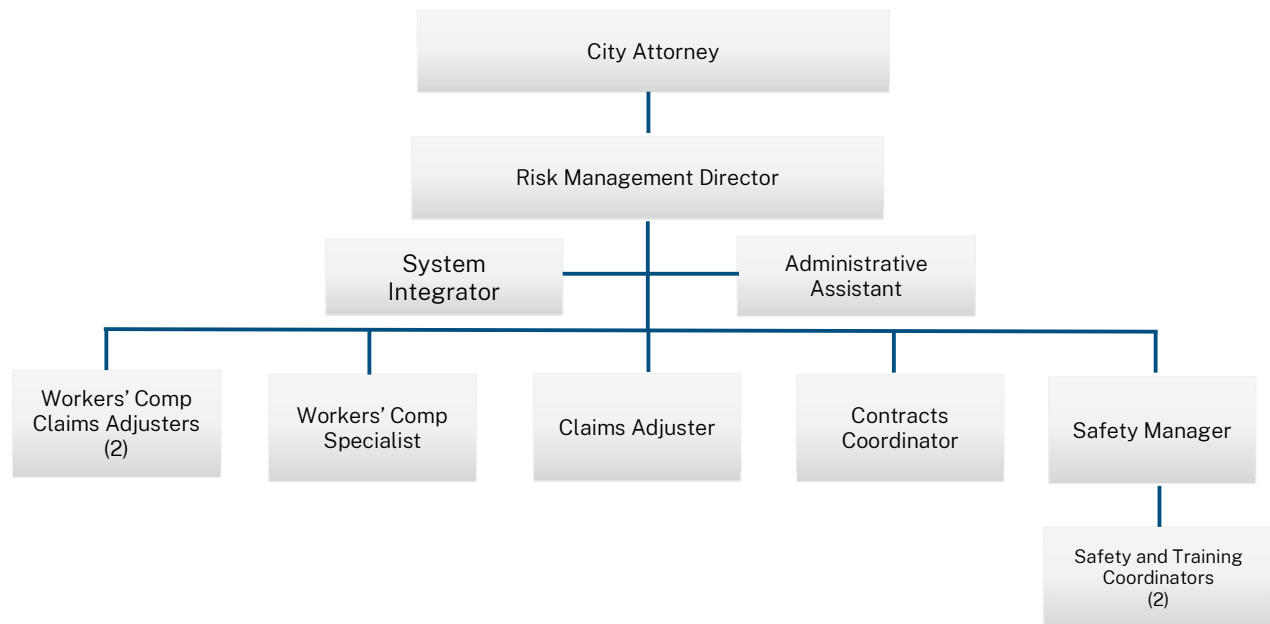 City Attorney
Risk Management Director
System
Integrator
Administrative
Assistant
Workers’ Comp
Claims Adjusters
(2)
Workers’ Comp
Specialist
Claims Adjuster
Contracts
Coordinator
Safety Manager
Safety and Training
Coordinators
(2)